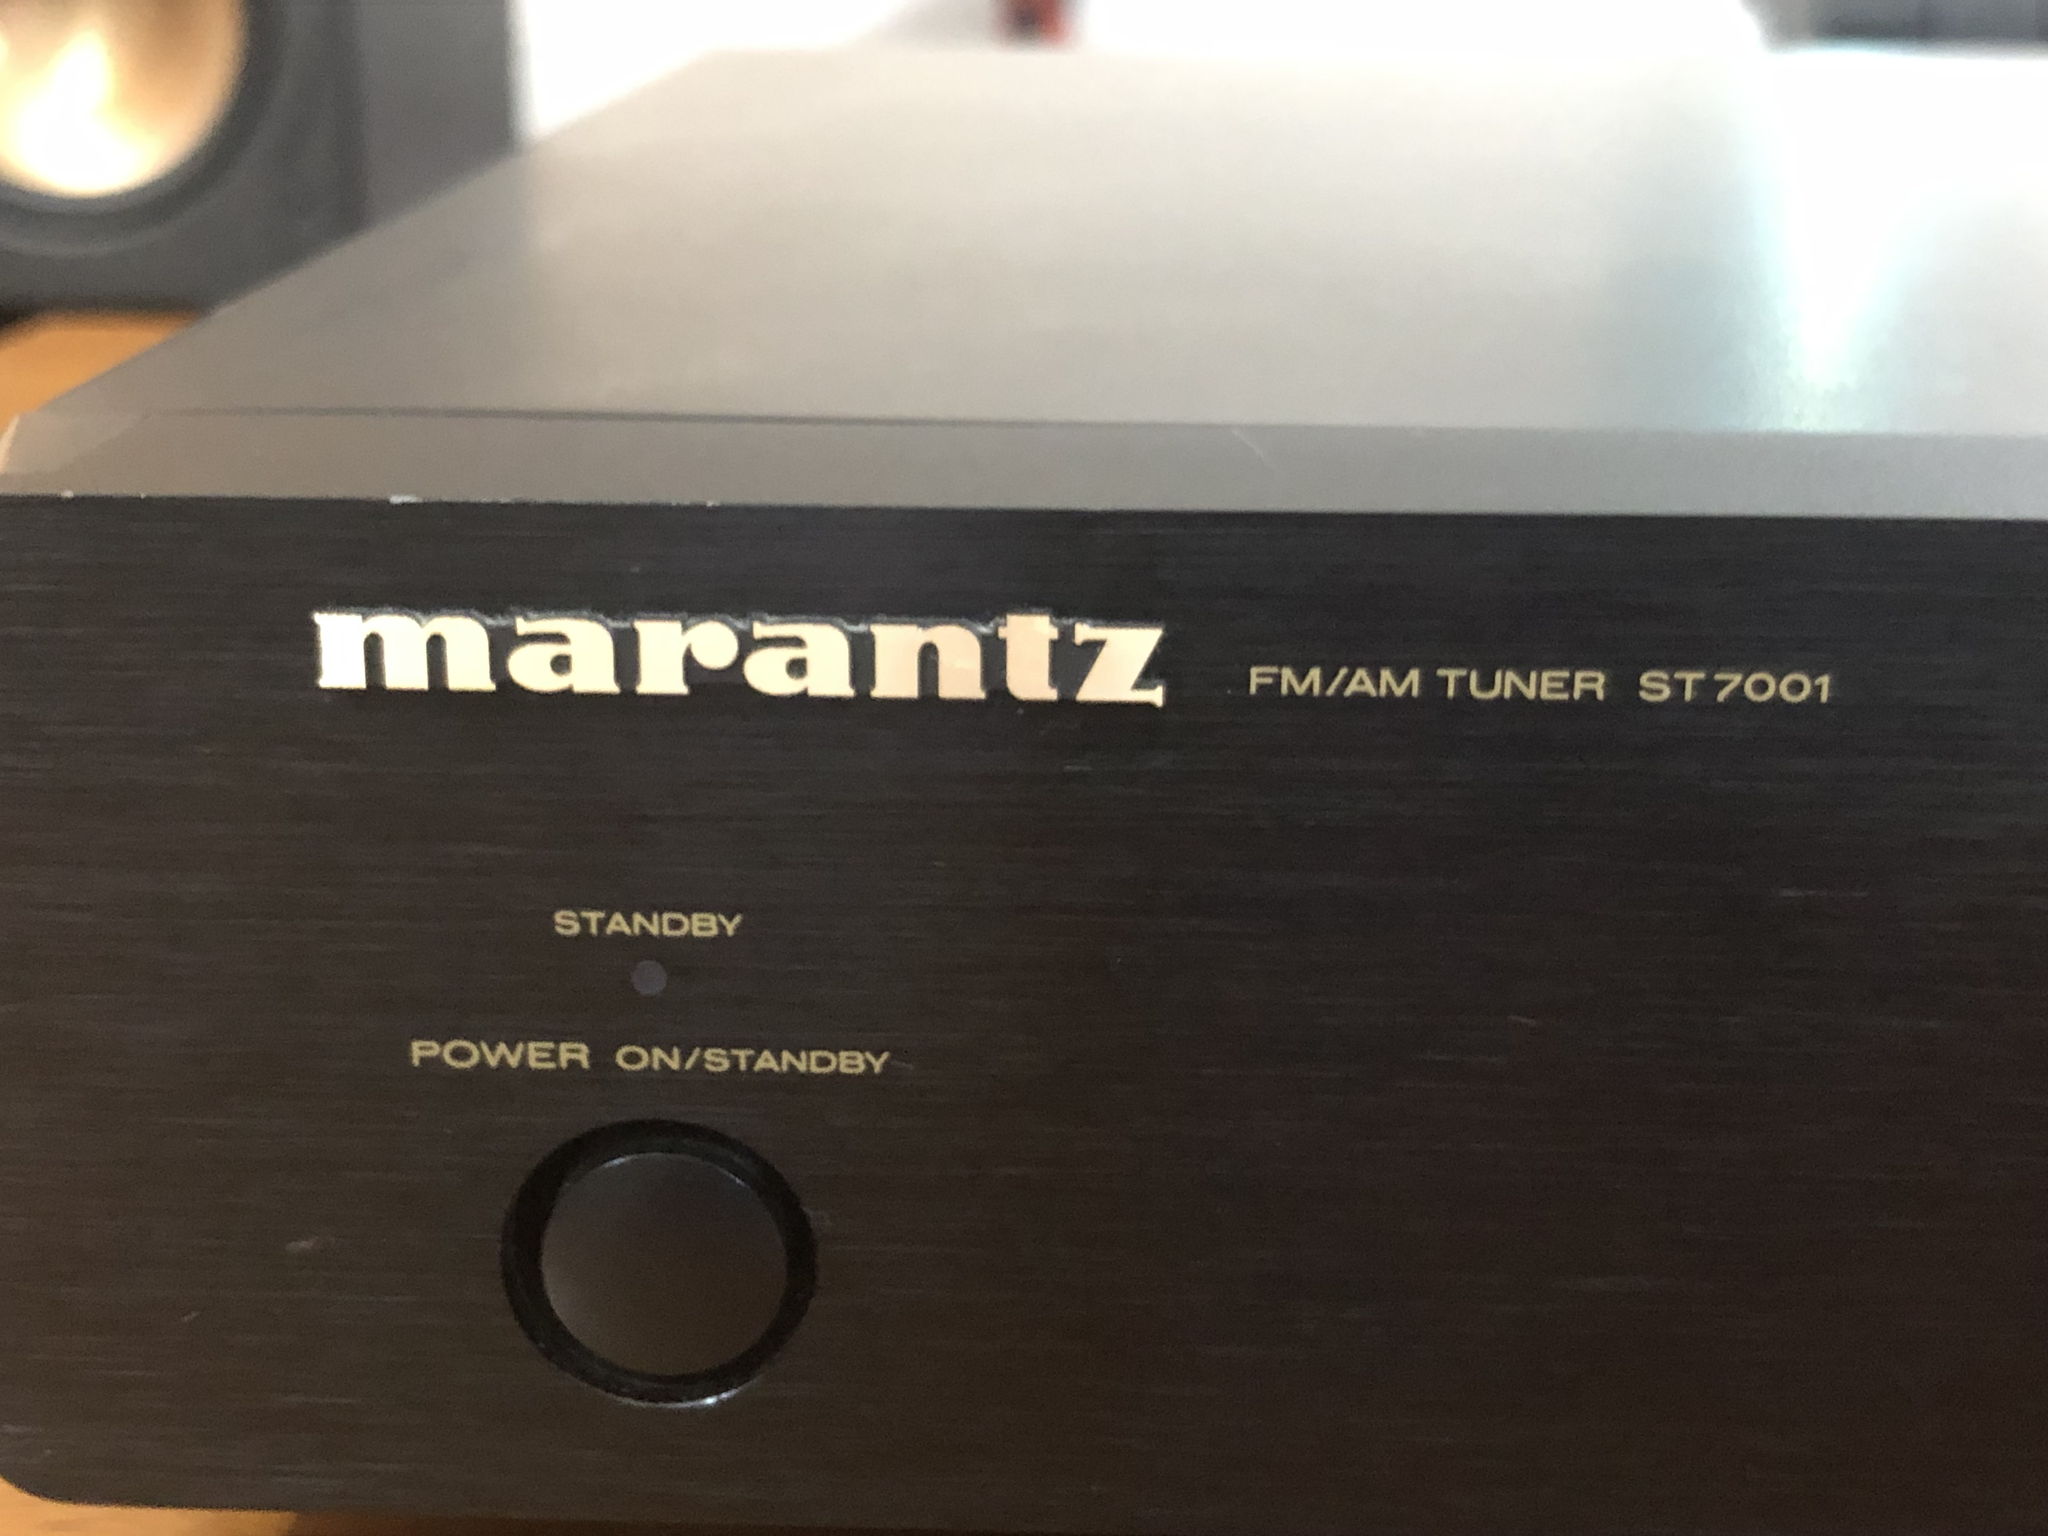 marantz FM/AM TUNER ST7001
STANDBY
POWER ON/STANDBY